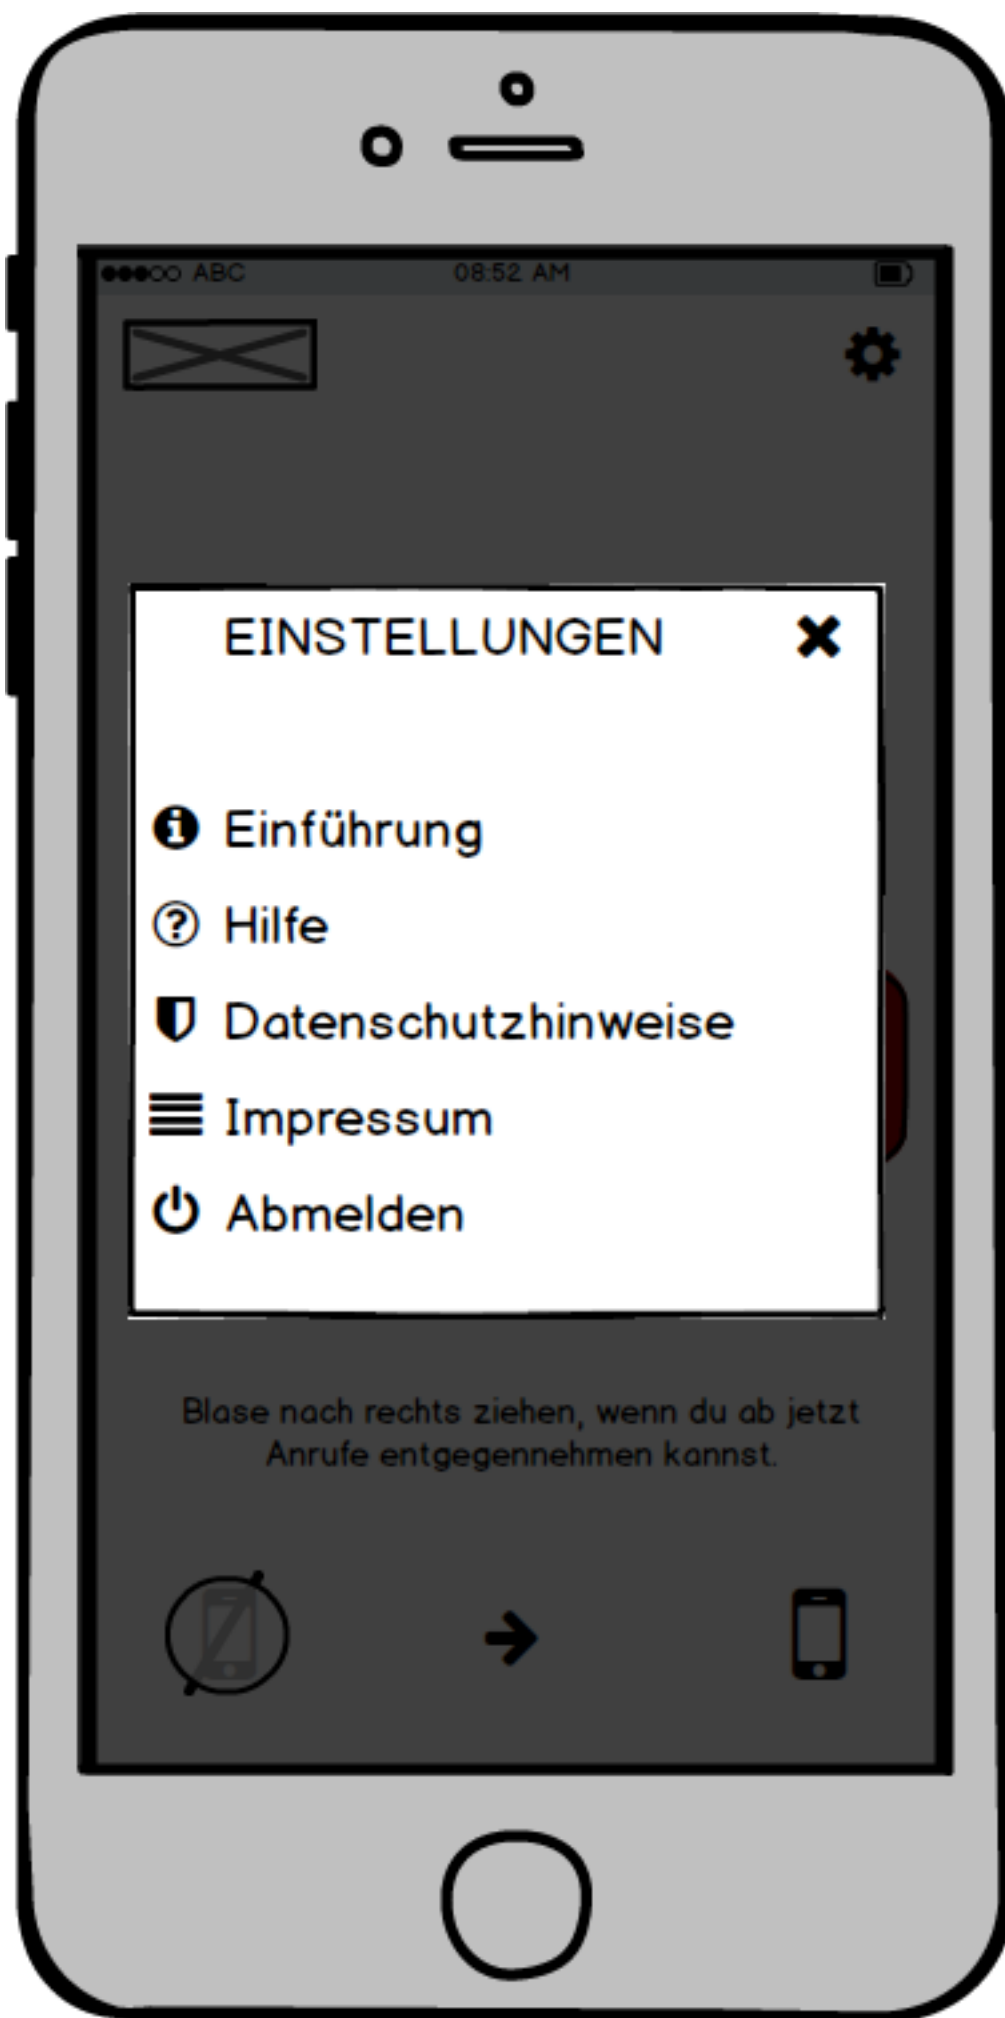 ABC 08:52 AM
EINSTELLUNGEN
Einführung
Hilfe
Datenschutzhinweise
Impressum
Abmelden
Blase nach rechts ziehen, wenn du ab jetzt
Anrufe entgegennehmen kannst.